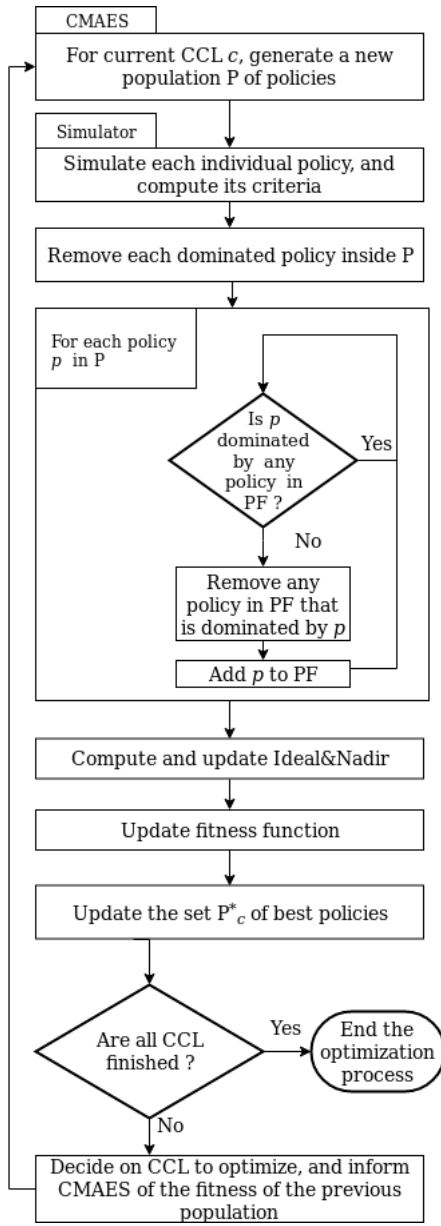 CMAES
For current CCL c, generate a new
population P of policies
Simulator
Simulate each individual policy, and
compute its criteria
Remove each dominated policy inside P
For each policy
p in P
Is p
dominated
by any
policy in
PF ?
Yes
No
Remove any
policy in PF that
is dominated by p
Add p to PF
Compute and update Ideal&Nadir
Update fitness function
Update the set P*c of best policies
Are all CCL
finished ?
Yes
End the
optimization
process
No
Decide on CCL to optimize, and inform
CMAES of the fitness of the previous
population